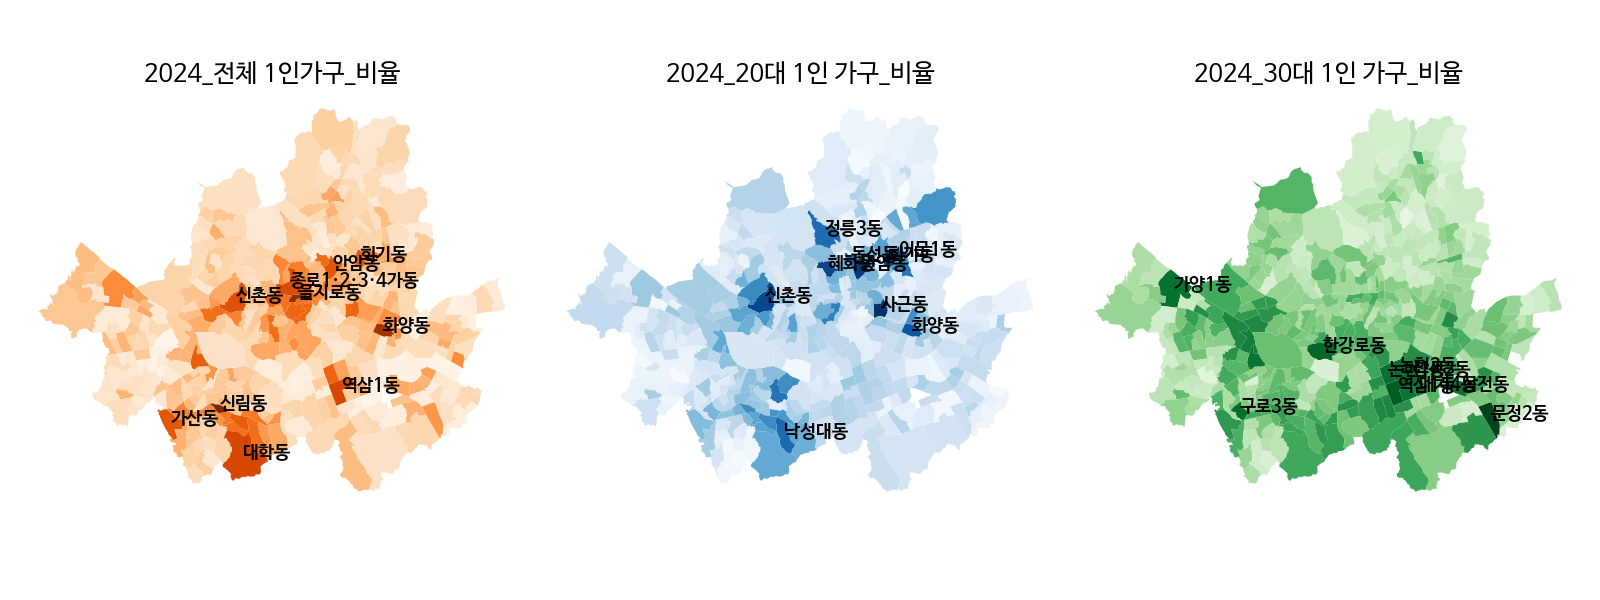 2024_전체 1인가구_비율
회기동
안암동
종로1·2·3·4가동
을지로동
신촌동
화양동
역삼1동
신림동
가산동
대학동
2024_20대 1인 가구_비율
정릉3동
이문1동
혜화동
안암동
신촌동
사근동
화양동
낙성대동
2024_30대 1인 가구_비율
가양1동
한강로동
구로3동
문정2동